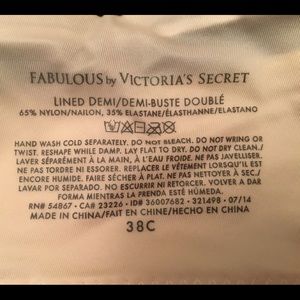 FABULOUS by VICTORIA'S SECRET
LINED DEMI/DEMI-BUSTE DOUBLÉ
65% NYLON/NAILON, 35% ELASTANE/ÉLASTHANNE/ELASTANO
HAND WASH COLD SEPARATELY. DO NOT BLEACH. DO NOT WRING OR
TWIST. RESHAPE WHILE DAMP. LAY FLAT TO DRY. DO NOT DRY CLEAN./
LAVER SÉPARÉMENT À LA MAIN, À L'EAU FROIDE. NE PAS JAVELLISER.
NE PAS TORDRE NI ESSORER. REPLACER LE VÊTEMENT LORSQU'IL EST
ENCORE HUMIDE. FAIRE SÉCHER À PLAT. NE PAS NETTOYER À SEC./
LAVAR POR SEPARADO. NO ESCURRIR NI RETORCER. VOLVER A DAR
FORMA MIENTRAS LA PRENDA ESTÉ HÚMEDA.
RN# 54867 • CA# 23226 • ID# 36007682 • 321498 • 07/14
MADE IN CHINA/FAIT EN CHINE/HECHO EN CHINA
38C